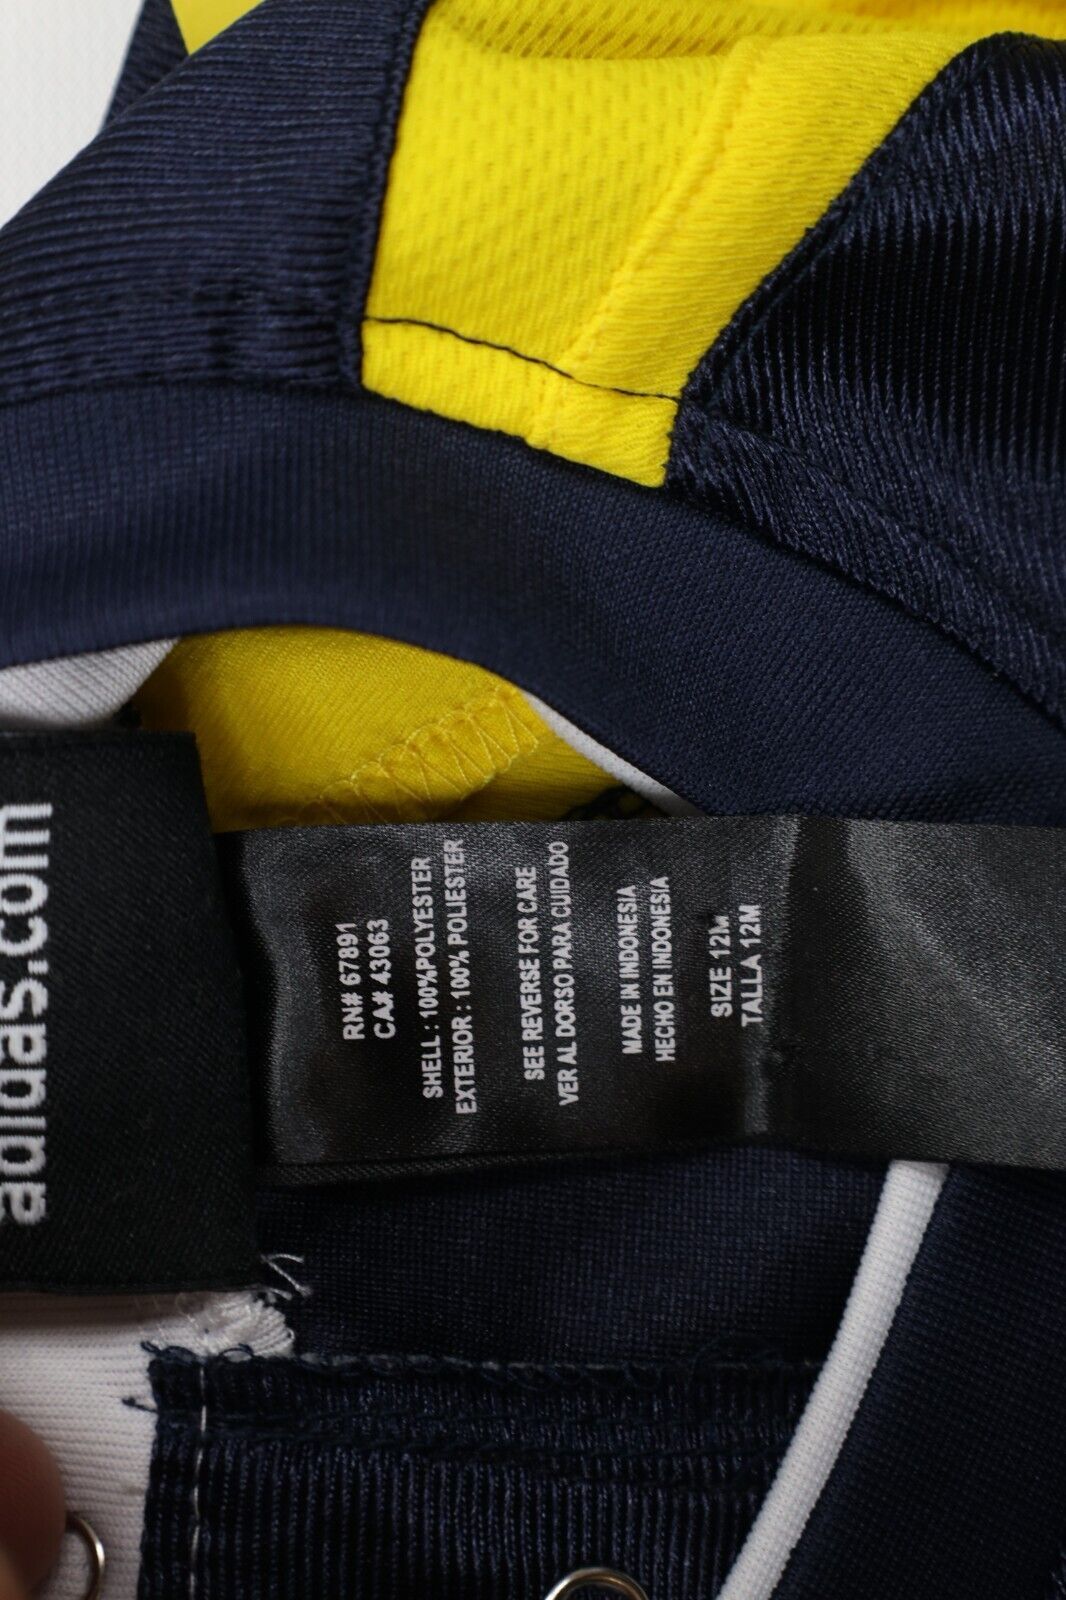 adidas.com
RN# 67891
CA# 43063
SHELL : 100%POLYESTER
EXTERIOR : 100% POLIESTER
SEE REVERSE FOR CARE
VER AL DORSO PARA CUIDADO
MADE IN INDONESIA
HECHO EN INDONESIA
SIZE 12M
TALLA 12M